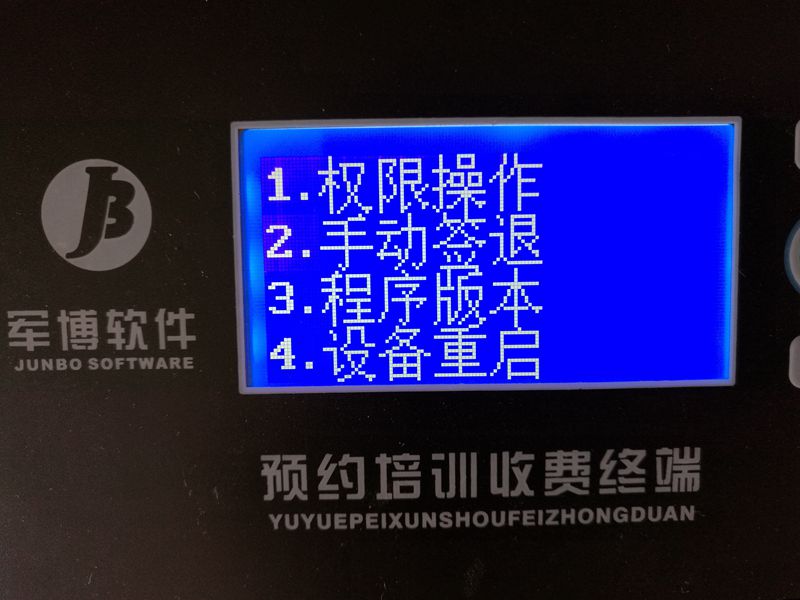 JB
1.权限操作
2.手动签退
3.程序版本
4.设备重启
军博软件
JUNBO SOFTWARE
预约培训收费终端
YUYUEPEIXUNSHOUFEIZHONGDUAN